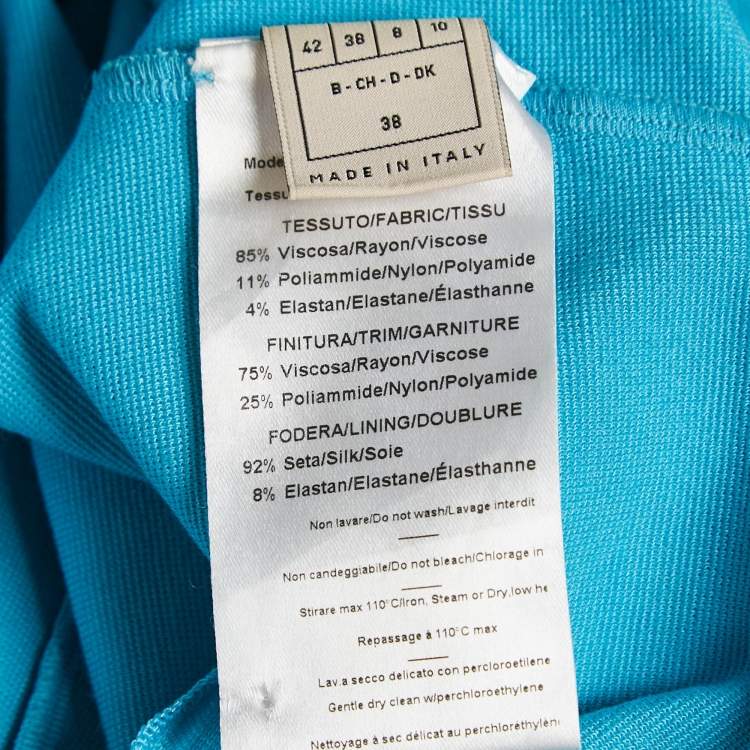 42 38 8 10
B - CH - D - DK
38
MADE IN ITALY
TESSUTO/FABRIC/TISSU
85% Viscosa/Rayon/Viscose
11% Poliammide/Nylon/Polyamide
4% Elastan/Elastane/Élasthanne
FINITURA/TRIM/GARNITURE
75% Viscosa/Rayon/Viscose
25% Poliammide/Nylon/Polyamide
FODERA/LINING/DOUBLURE
92% Seta/Silk/Soie
8% Elastan/Elastane/Élasthanne
Non lavare/Do not wash/Lavage interdit
Non candeggiabile/Do not bleach/Chlorage in
Stirare max 110°C/Iron, Steam or Dry,low
Repassage à 110°C max
Lav.a secco delicato con percloroetilene
Gentle dry clean w/perchloroethylene
Nettoyage à sec délicat au perchloréthylène